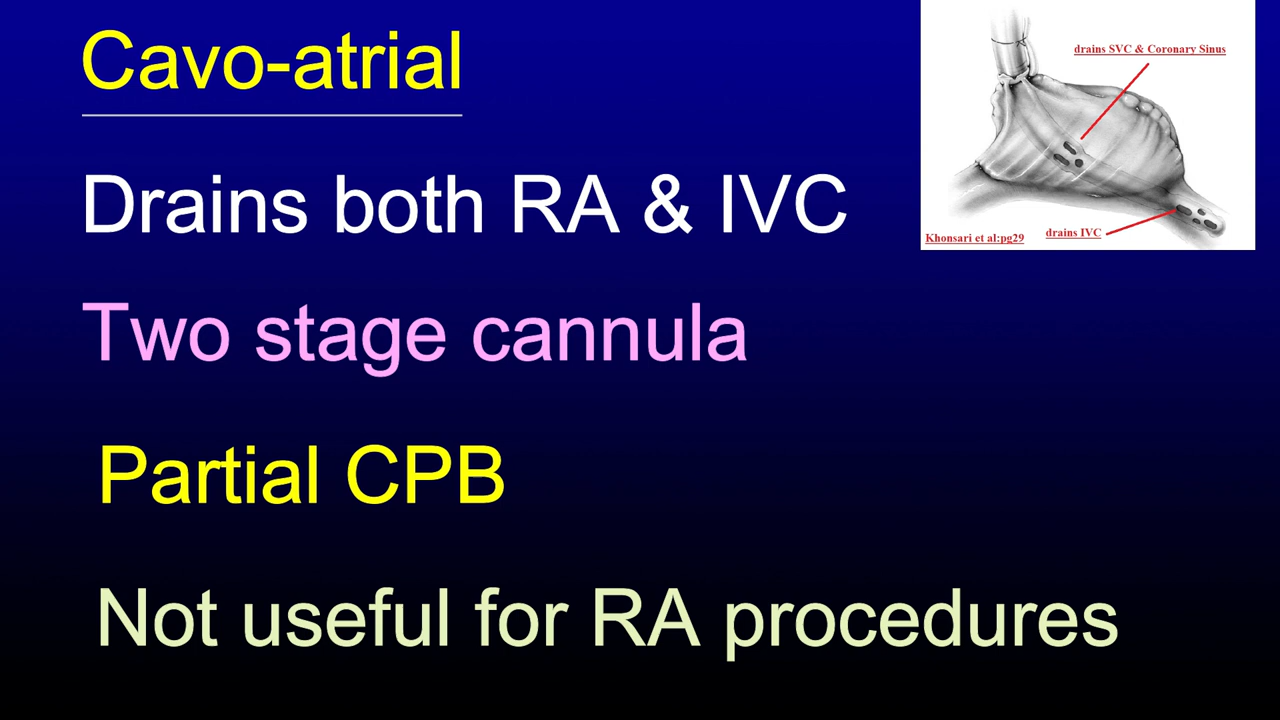 Cavo-atrial
drains SVC & Coronary Sinus
Drains both RA & IVC
Khonsari et al:pg29
drains IVC
Two stage cannula
Partial CPB
Not useful for RA procedures